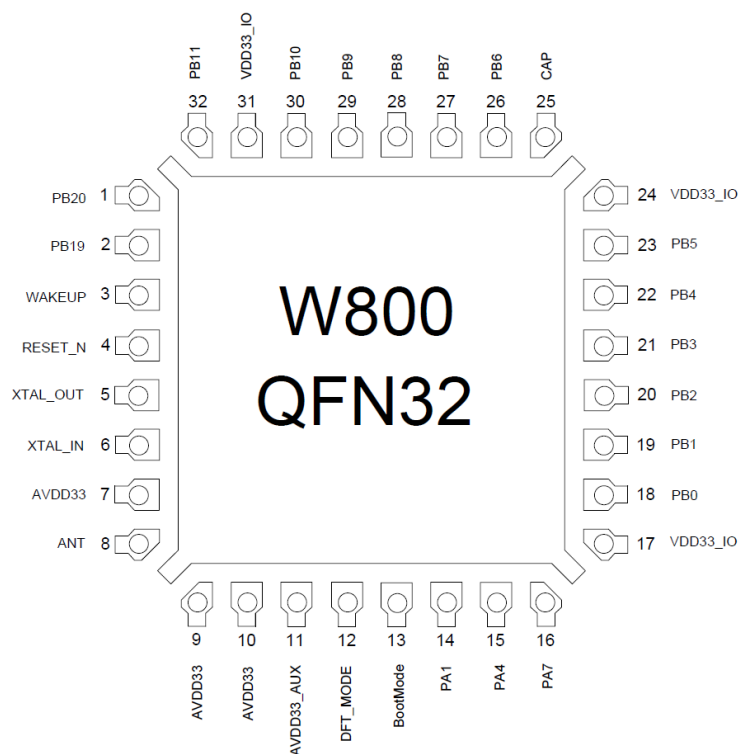 PB11 VDD33_IO PB10 PB9 PB8 PB7 PB6 CAP
32 31 30 29 28 27 26 25
PB20 1
PB19 2
WAKEUP 3
RESET_N 4
XTAL_OUT 5
XTAL_IN 6
AVDD33 7
ANT 8
W800
QFN32
24 VDD33_IO
23 PB5
22 PB4
21 PB3
20 PB2
19 PB1
18 PB0
17 VDD33_IO
9 10 11 12 13 14 15 16
AVDD33 AVDD33 AVDD33_AUX DFT_MODE BootMode PA1 PA4 PA7